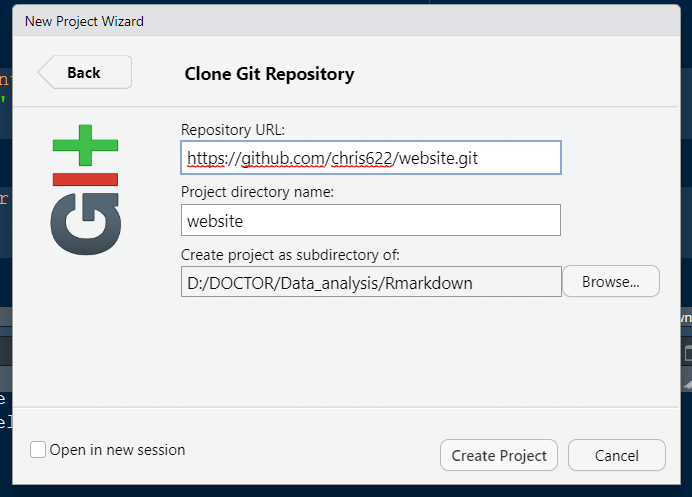 New Project Wizard
Back
Clone Git Repository
Repository URL:
https://github.com/chris622/website.git
Project directory name:
website
Create project as subdirectory of:
D:/DOCTOR/Data_analysis/Rmarkdown
Browse...
GIT
Open in new session
Create Project
Cancel